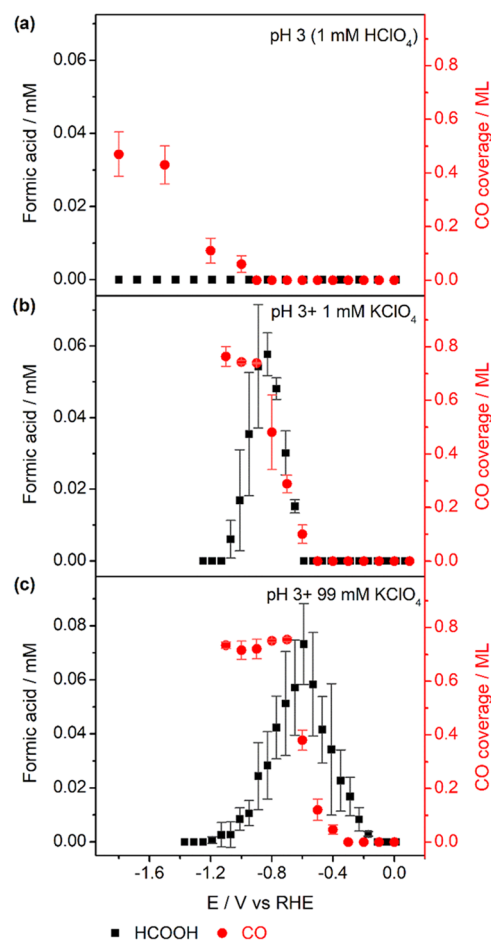 (a)
pH 3 (1 mM HClO₄)
Formic acid / mM
0.06
0.04
0.02
0.00
0.8
0.6
0.4
0.2
0.0
CO coverage / ML
(b)
pH 3+ 1 mM KClO₄
Formic acid / mM
0.06
0.04
0.02
0.00
0.8
0.6
0.4
0.2
0.0
CO coverage / ML
(c)
pH 3+ 99 mM KClO₄
Formic acid / mM
0.08
0.06
0.04
0.02
0.00
0.8
0.6
0.4
0.2
0.0
CO coverage / ML
-1.6 -1.2 -0.8 -0.4 0.0
E / V vs RHE
HCOOH CO